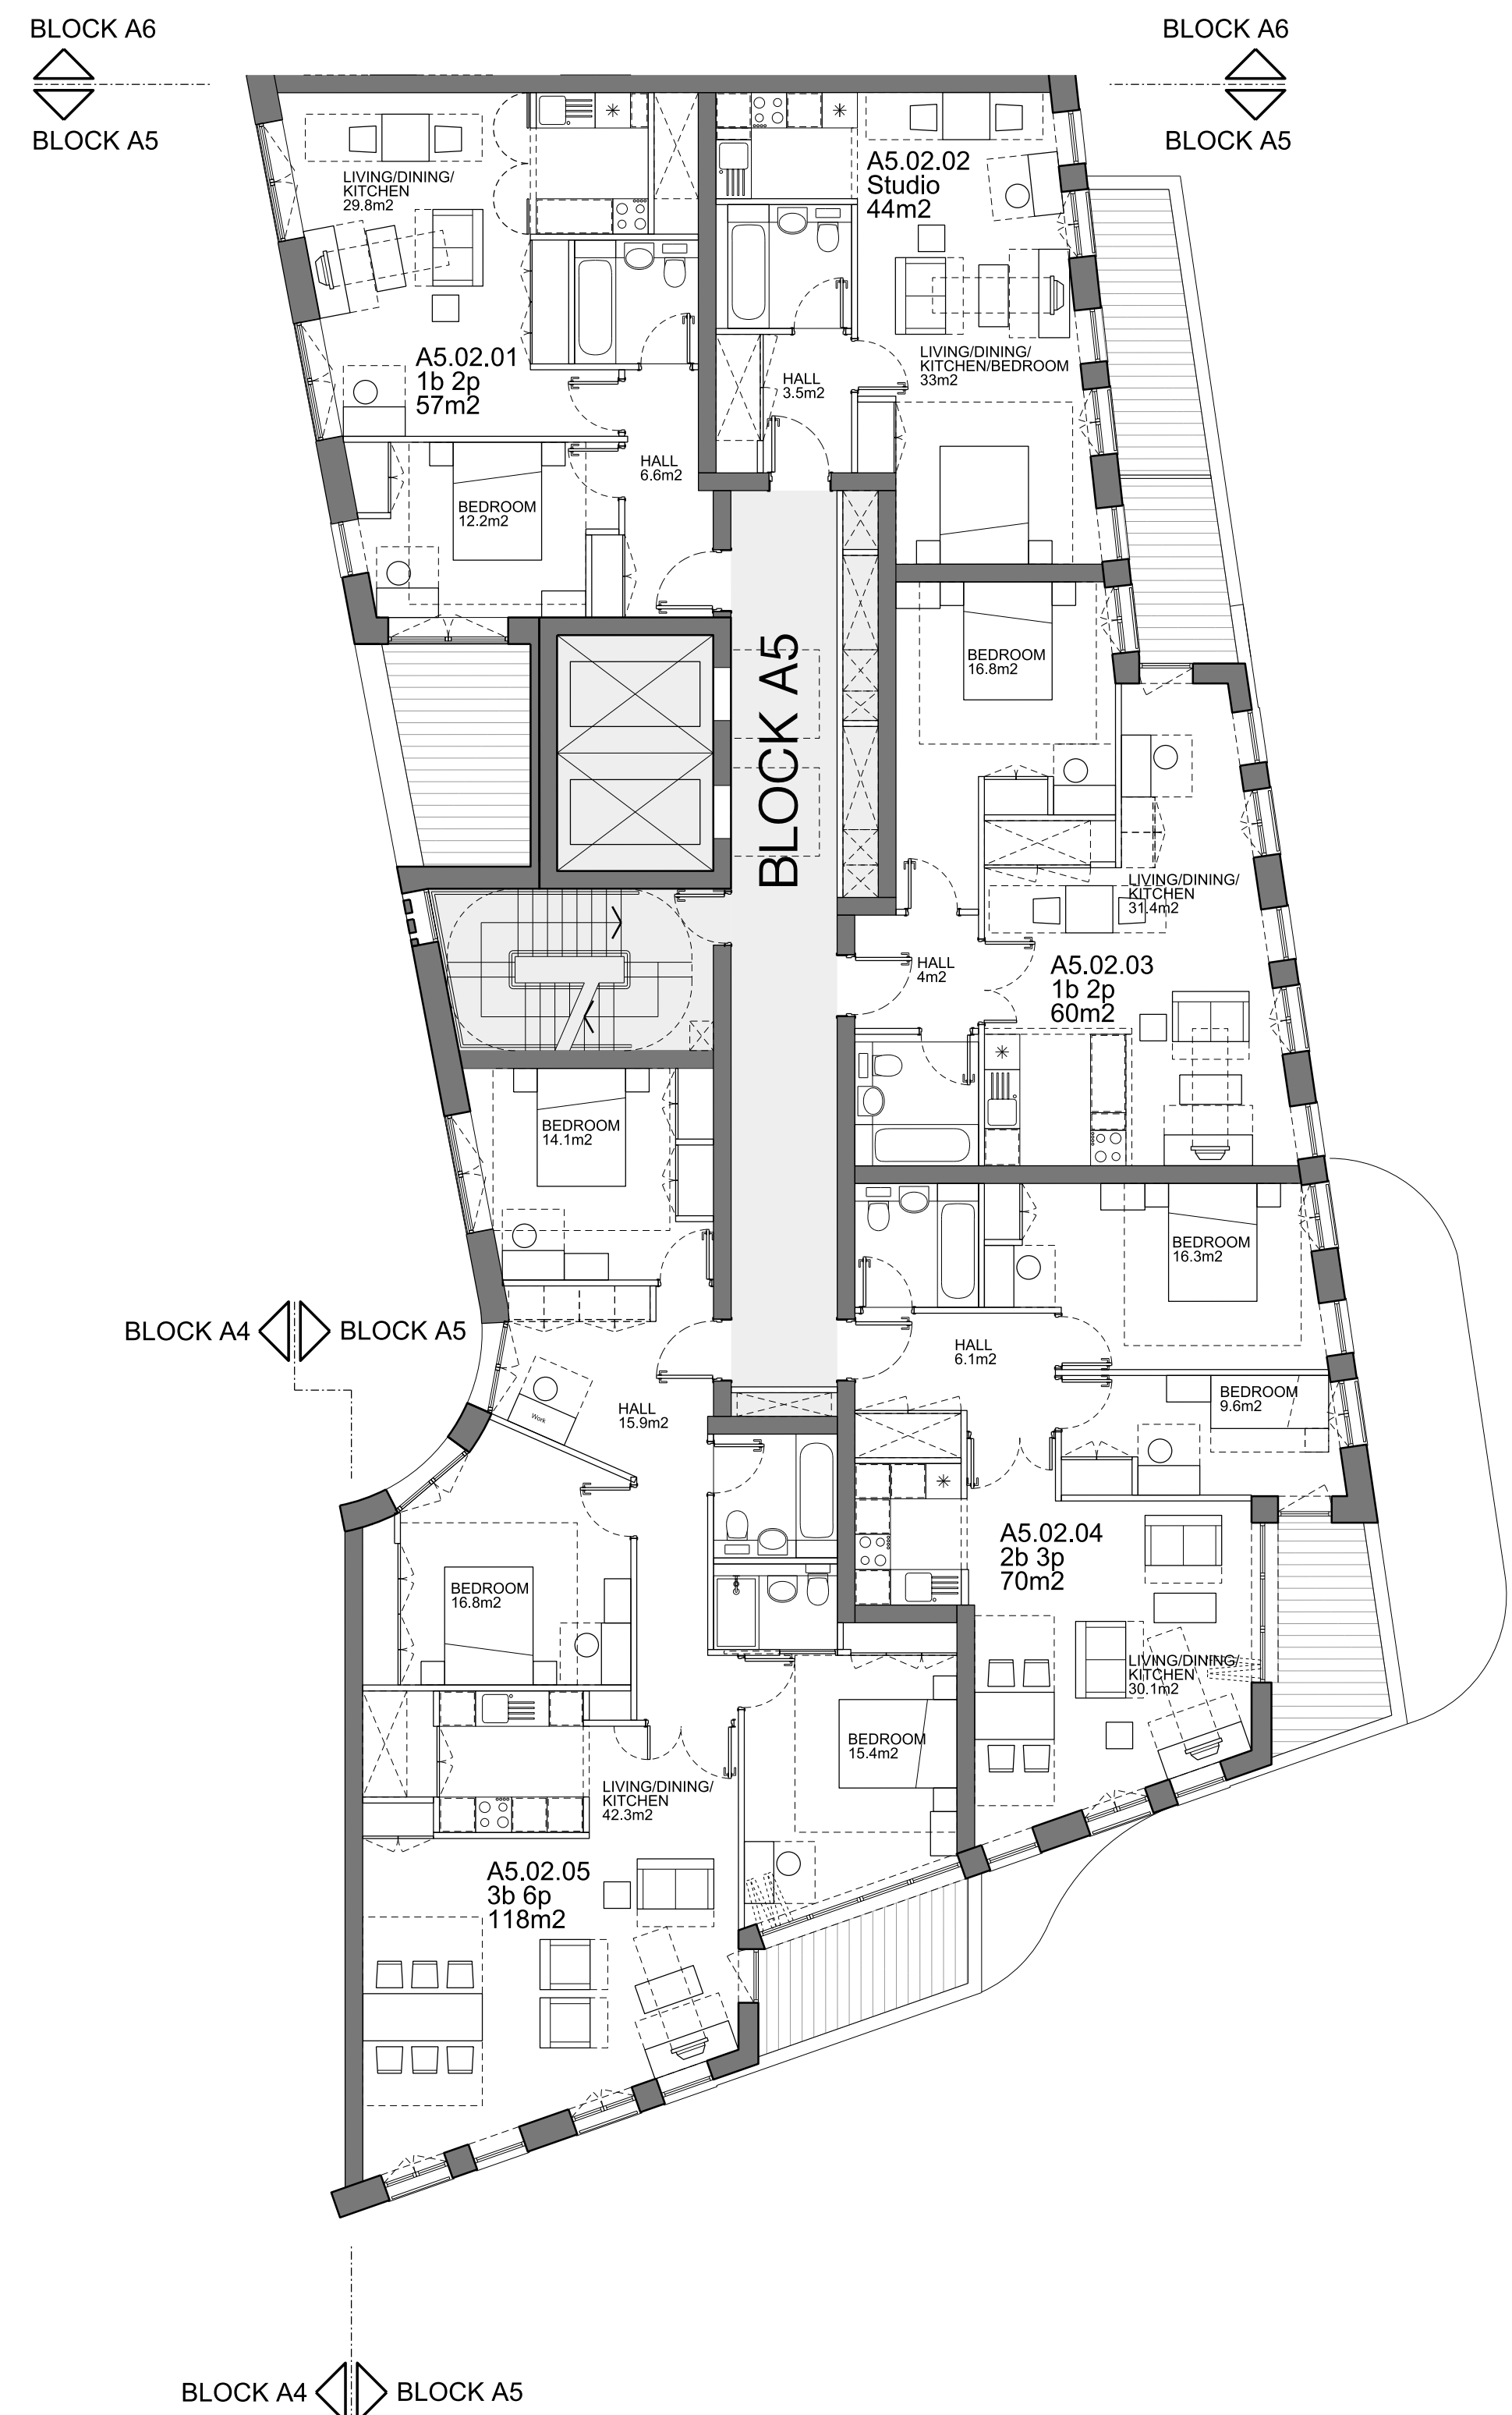 BLOCK A6
BLOCK A5
BLOCK A6
BLOCK A5
LIVING/DINING/
KITCHEN
29.8m2
A5.02.01
1b 2p
57m2
HALL
6.6m2
BEDROOM
12.2m2
A5.02.02
Studio
44m2
LIVING/DINING/
KITCHEN/BEDROOM
33m2
HALL
3.5m2
BLOCK A5
BEDROOM
16.8m2
LIVING/DINING/
KITCHEN
31.4m2
HALL
4m2
A5.02.03
1b 2p
60m2
BEDROOM
14.1m2
BEDROOM
16.3m2
BLOCK A4
BLOCK A5
HALL
6.1m2
BEDROOM
9.6m2
Work
HALL
15.9m2
A5.02.04
2b 3p
70m2
BEDROOM
16.8m2
LIVING/DINING/
KITCHEN
30.1m2
BEDROOM
15.4m2
LIVING/DINING/
KITCHEN
42.3m2
A5.02.05
3b 6p
118m2
BLOCK A4
BLOCK A5